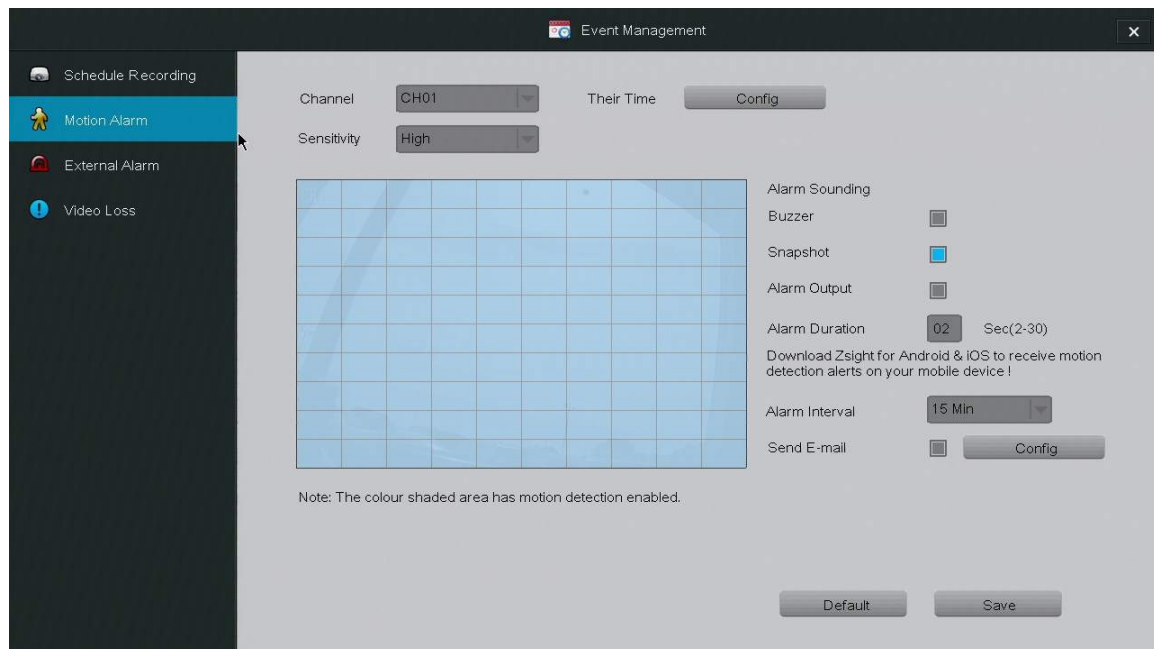 Event Management
Schedule Recording
Motion Alarm
External Alarm
Video Loss
Channel CH01 Their Time Config
Sensitivity High
Alarm Sounding
Buzzer
Snapshot
Alarm Output
Alarm Duration 02 Sec(2-30)
Download Zsight for Android & iOS to receive motion
detection alerts on your mobile device !
Alarm Interval 15 Min
Send E-mail Config
Note: The colour shaded area has motion detection enabled.
Default Save